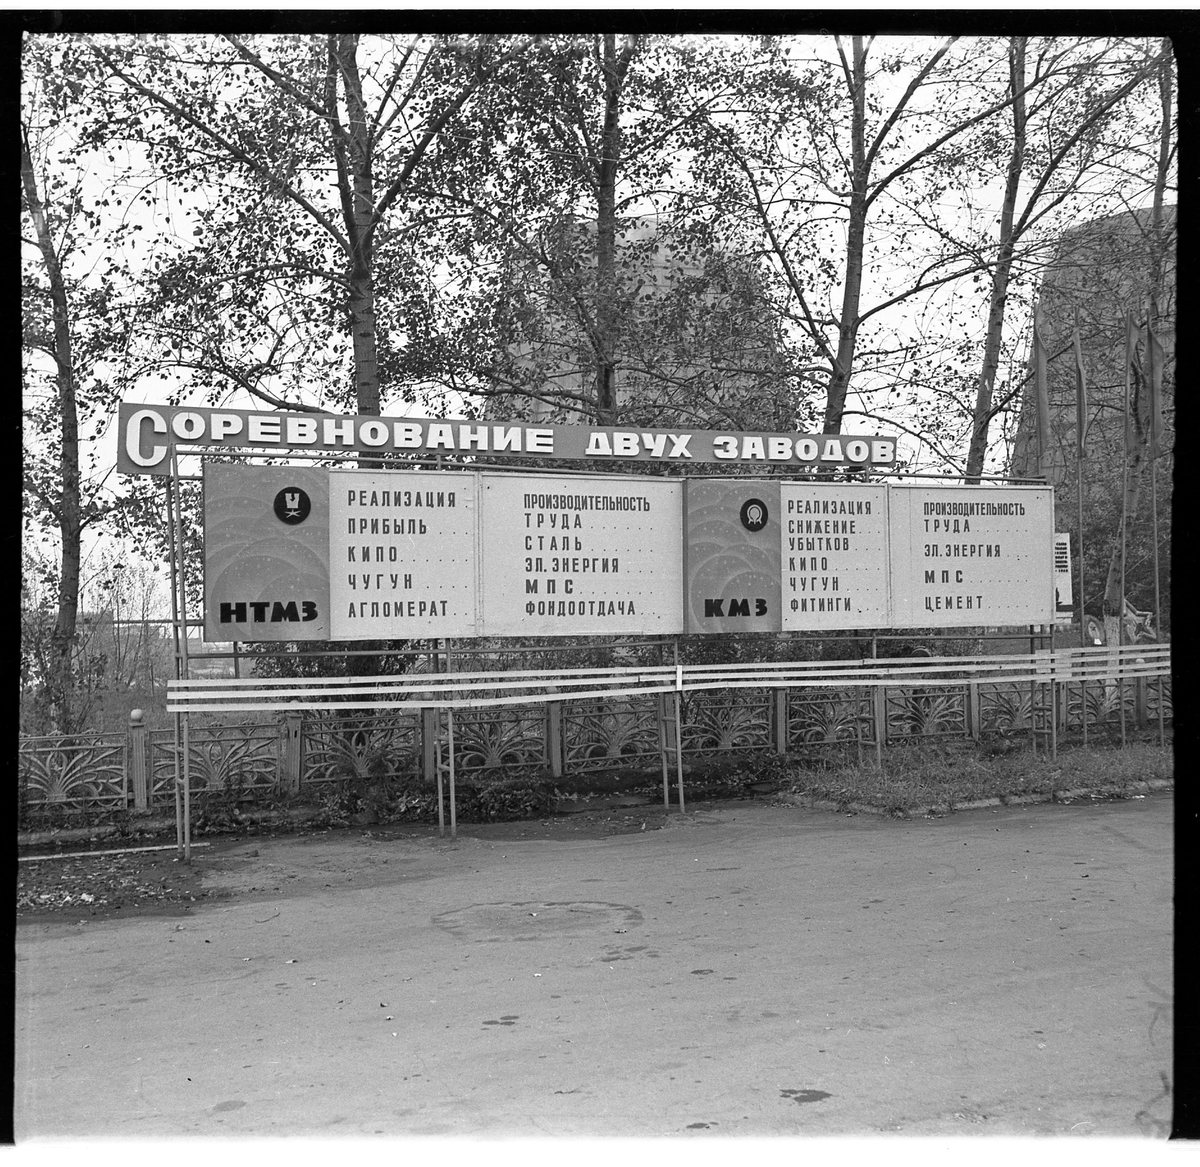 СОРЕВНОВАНИЕ ДВУХ ЗАВОДОВ
НТМЗ
РЕАЛИЗАЦИЯ..
ПРИБЫЛЬ....
КИПО.......
ЧУГУН......
АГЛОМЕРАТ...
ПРОИЗВОДИТЕЛЬНОСТЬ
ТРУДА......
СТАЛЬ......
ЭЛ.ЭНЕРГИЯ...
МПС.......
ФОНДООТДАЧА..
КМЗ
РЕАЛИЗАЦИЯ..
СНИЖЕНИЕ
УБЫТКОВ....
КИПО......
ЧУГУН.....
ФИТИНГИ....
ПРОИЗВОДИТЕЛЬНОСТЬ
ТРУДА......
ЭЛ.ЭНЕРГИЯ...
МПС.......
ЦЕМЕНТ.....